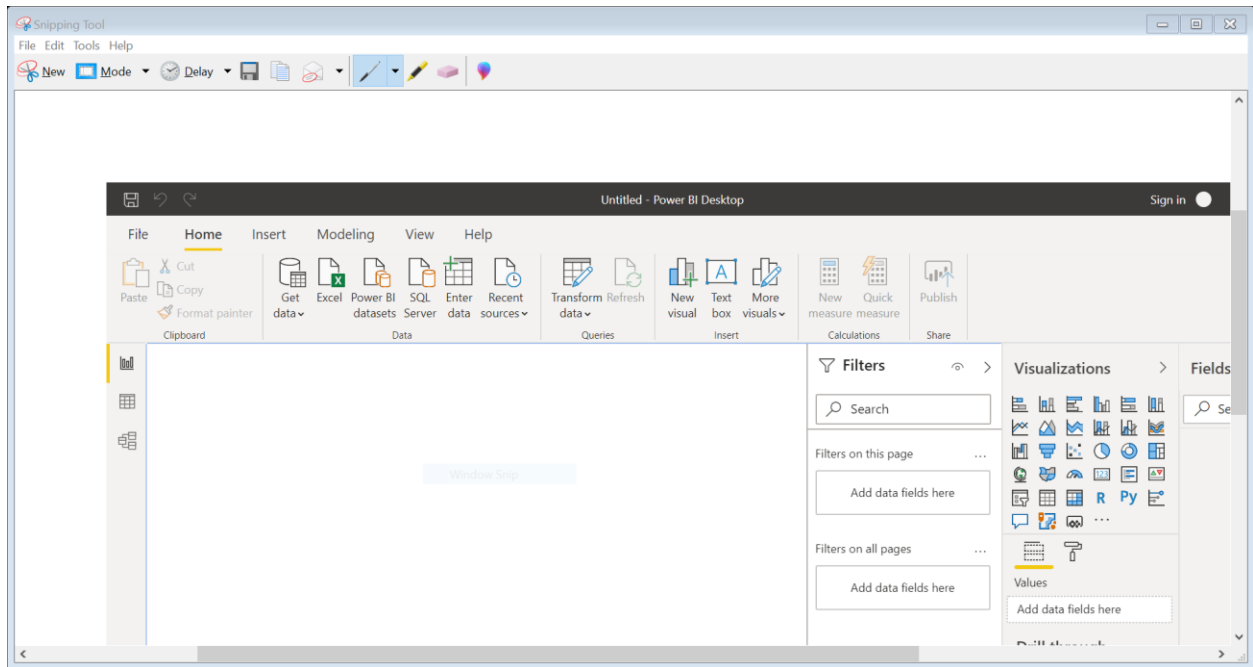 Snipping Tool
File Edit Tools Help
New Mode Delay
Untitled - Power BI Desktop
Sign in
File Home Insert Modeling View Help
Paste
Cut
Copy
Format painter
Clipboard
Get data
Excel
Power BI datasets
SQL Server
Enter data
Recent sources
Data
Transform data
Refresh
Queries
New visual
Text box
More visuals
Insert
New measure
Quick measure
Calculations
Publish
Share
Filters
Search
Filters on this page ...
Add data fields here
Filters on all pages ...
Add data fields here
Visualizations
123
R Py
...
Values
Add data fields here
Fields
Se
Window Snip